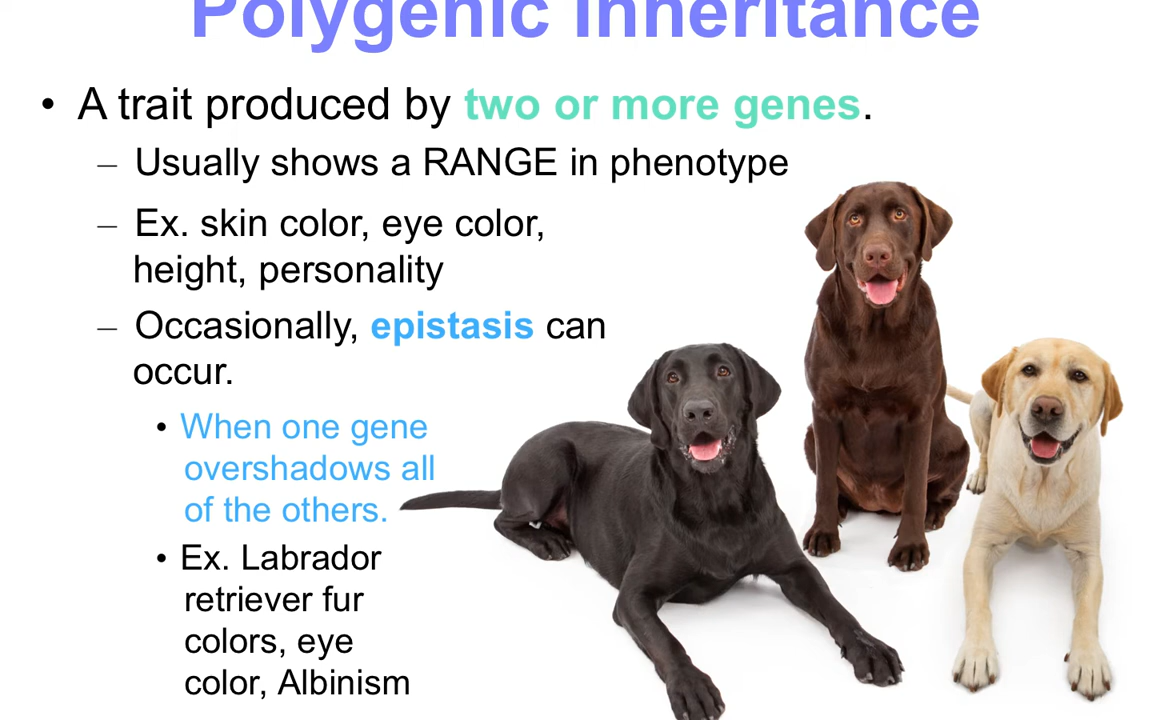 Polygenic Inheritance
• A trait produced by two or more genes.
– Usually shows a RANGE in phenotype
– Ex. skin color, eye color,
height, personality
– Occasionally, epistasis can
occur.
• When one gene
overshadows all
of the others.
• Ex. Labrador
retriever fur
colors, eye
color, Albinism